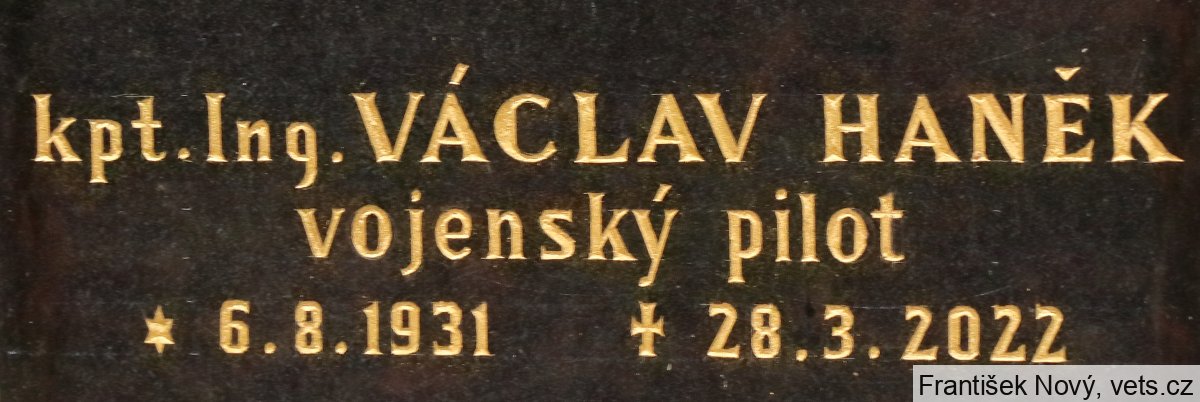 kpt. Ing. VÁCLAV HANĚK
vojenský pilot
* 6.8.1931 ✝ 28.3.2022
František Nový, vets.cz